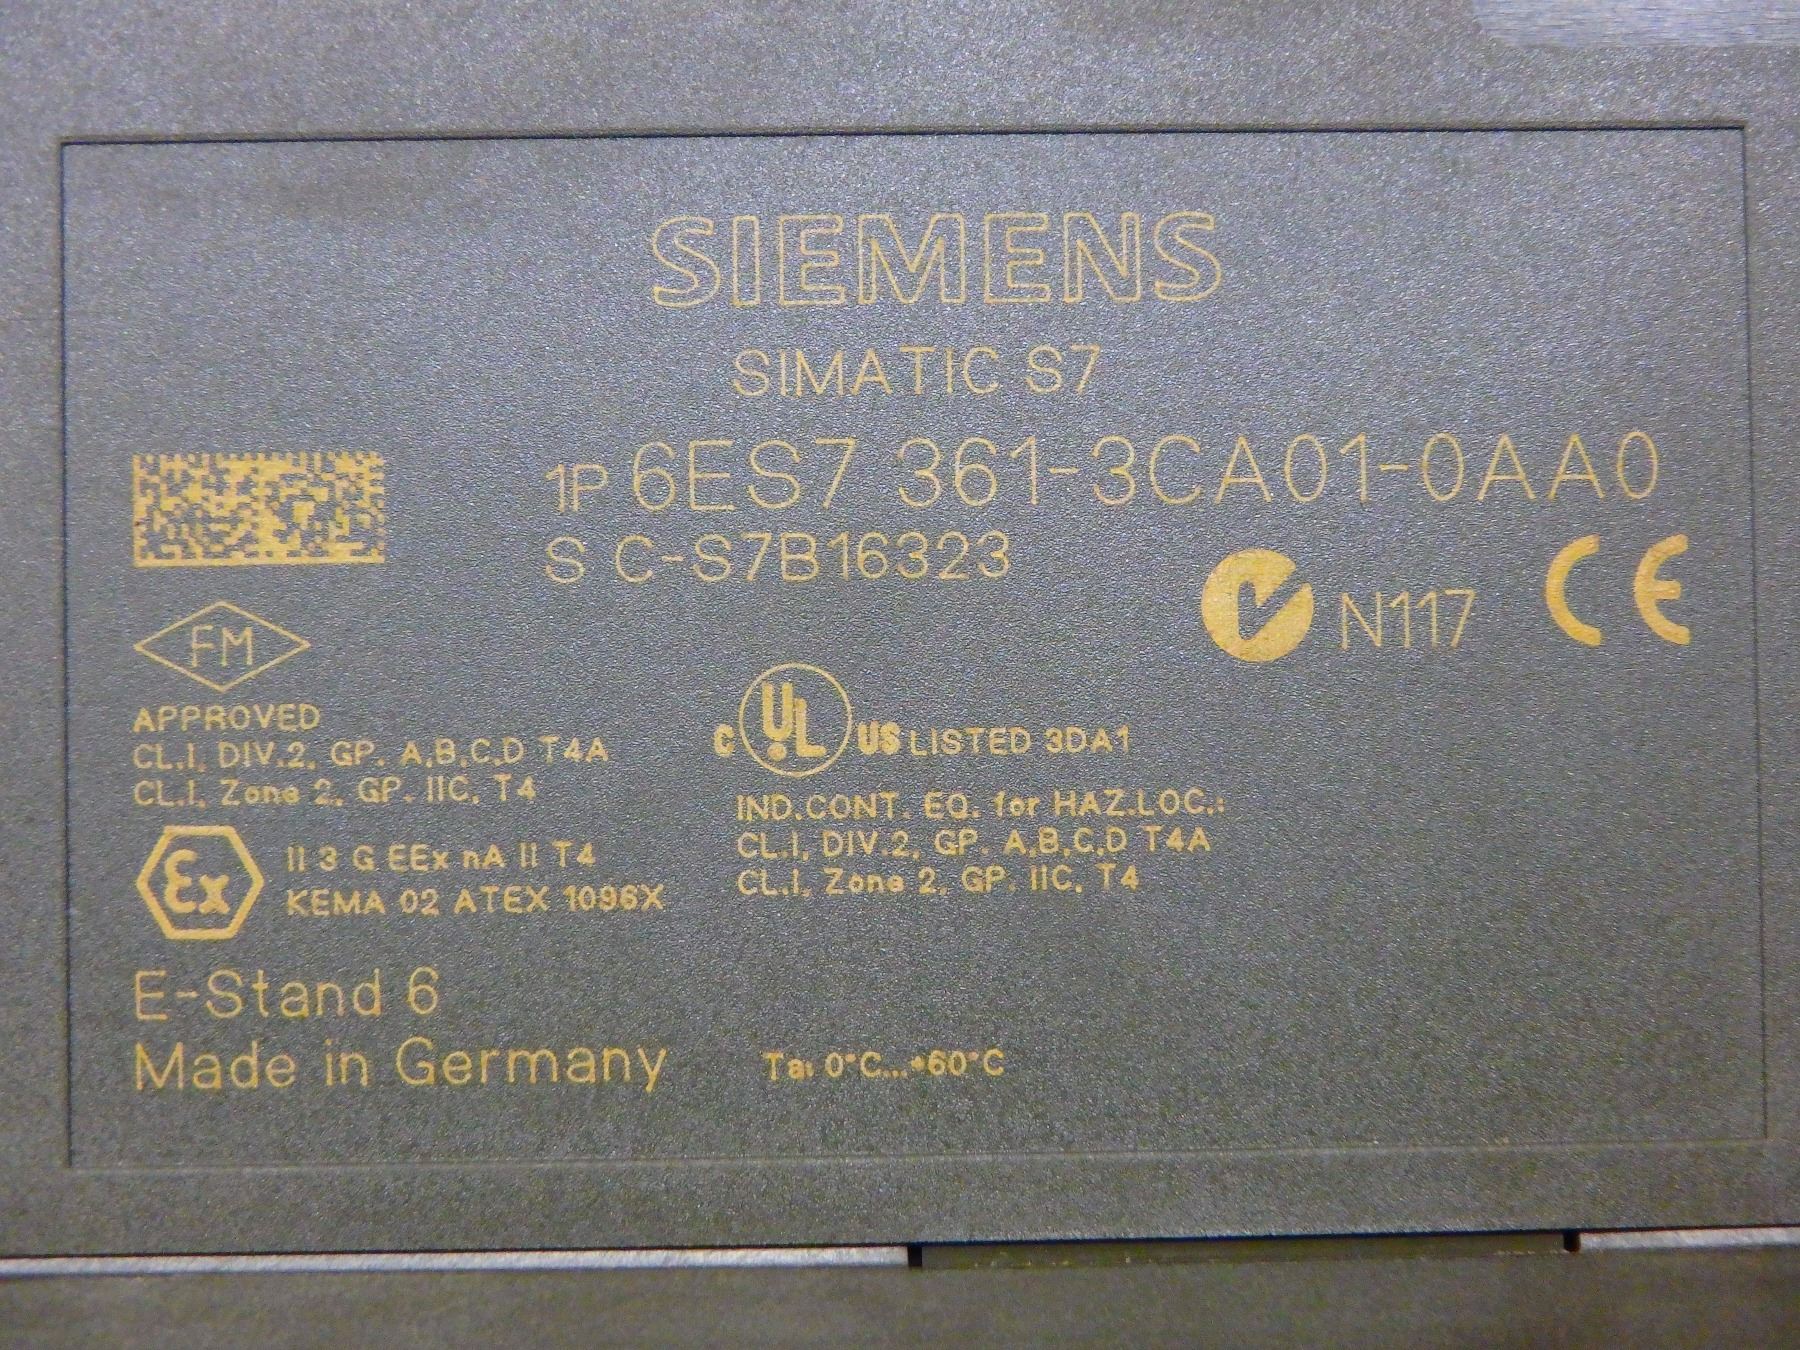 SIEMENS
SIMATIC S7
1P 6ES7 361-3CA01-0AA0
S C-S7B16323
N117 CE
FM
APPROVED
CL.I, DIV.2, GP. A,B,C,D T4A
CL.I, Zone 2, GP. IIC, T4
C UL US LISTED 3DA1
IND.CONT. EQ. for HAZ.LOC.:
CL.I, DIV.2, GP. A,B,C,D T4A
CL.I, Zone 2, GP. IIC, T4
Ex II 3 G EEx nA II T4
KEMA 02 ATEX 1096X
E-Stand 6
Made in Germany
Ta: 0°C...+60°C